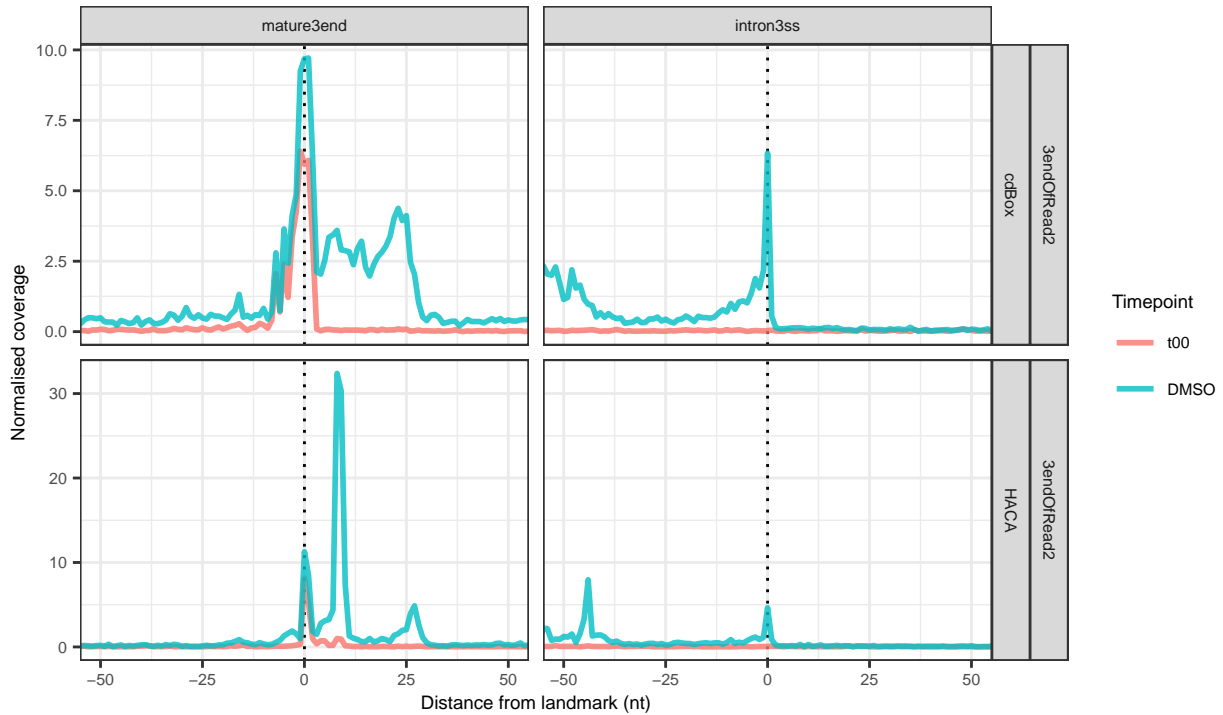 mature3end
intron3ss
10.0
7.5
5.0
2.5
0.0
cdBox
3endOfRead2
30
20
10
0
HACA
3endOfRead2
−50
−25
0
25
50
−50
−25
0
25
50
Distance from landmark (nt)
Normalised coverage
Timepoint
t00
DMSO